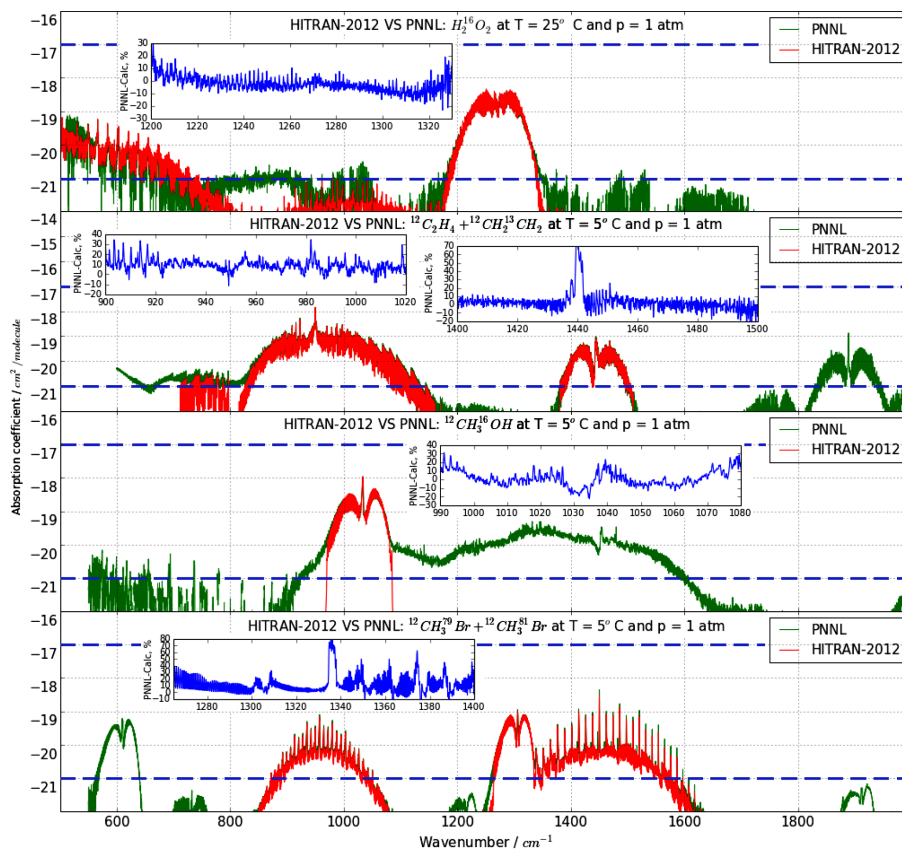 HITRAN-2012 VS PNNL: H₂¹⁶O₂ at T = 25° C and p = 1 atm
PNNL
HITRAN-2012
−16
−17
−18
−19
−20
−21
PNNL-Calc, %
30
20
10
0
−10
−20
−30
1200 1220 1240 1260 1280 1300 1320
HITRAN-2012 VS PNNL: ¹²C₂H₄ + ¹²CH₂¹³CH₂ at T = 5° C and p = 1 atm
PNNL
HITRAN-2012
−14
−15
−16
−17
−18
−19
−20
−21
PNNL-Calc, %
40
30
20
10
0
−10
−20
900 920 940 960 980 1000 1020
PNNL-Calc, %
70
60
50
40
30
20
10
0
−10
−20
1400 1420 1440 1460 1480 1500
Absorption coefficient / cm² / molecule
HITRAN-2012 VS PNNL: ¹²CH₃¹⁶OH at T = 5° C and p = 1 atm
PNNL
HITRAN-2012
−16
−17
−18
−19
−20
−21
PNNL-Calc, %
40
30
20
10
0
−10
−20
−30
990 1000 1010 1020 1030 1040 1050 1060 1070 1080
HITRAN-2012 VS PNNL: ¹²CH₃⁷⁹Br + ¹²CH₃⁸¹Br at T = 5° C and p = 1 atm
PNNL
HITRAN-2012
−16
−17
−18
−19
−20
−21
PNNL-Calc, %
80
70
60
50
40
30
20
10
0
−10
1280 1300 1320 1340 1360 1380 1400
600 800 1000 1200 1400 1600 1800
Wavenumber / cm⁻¹